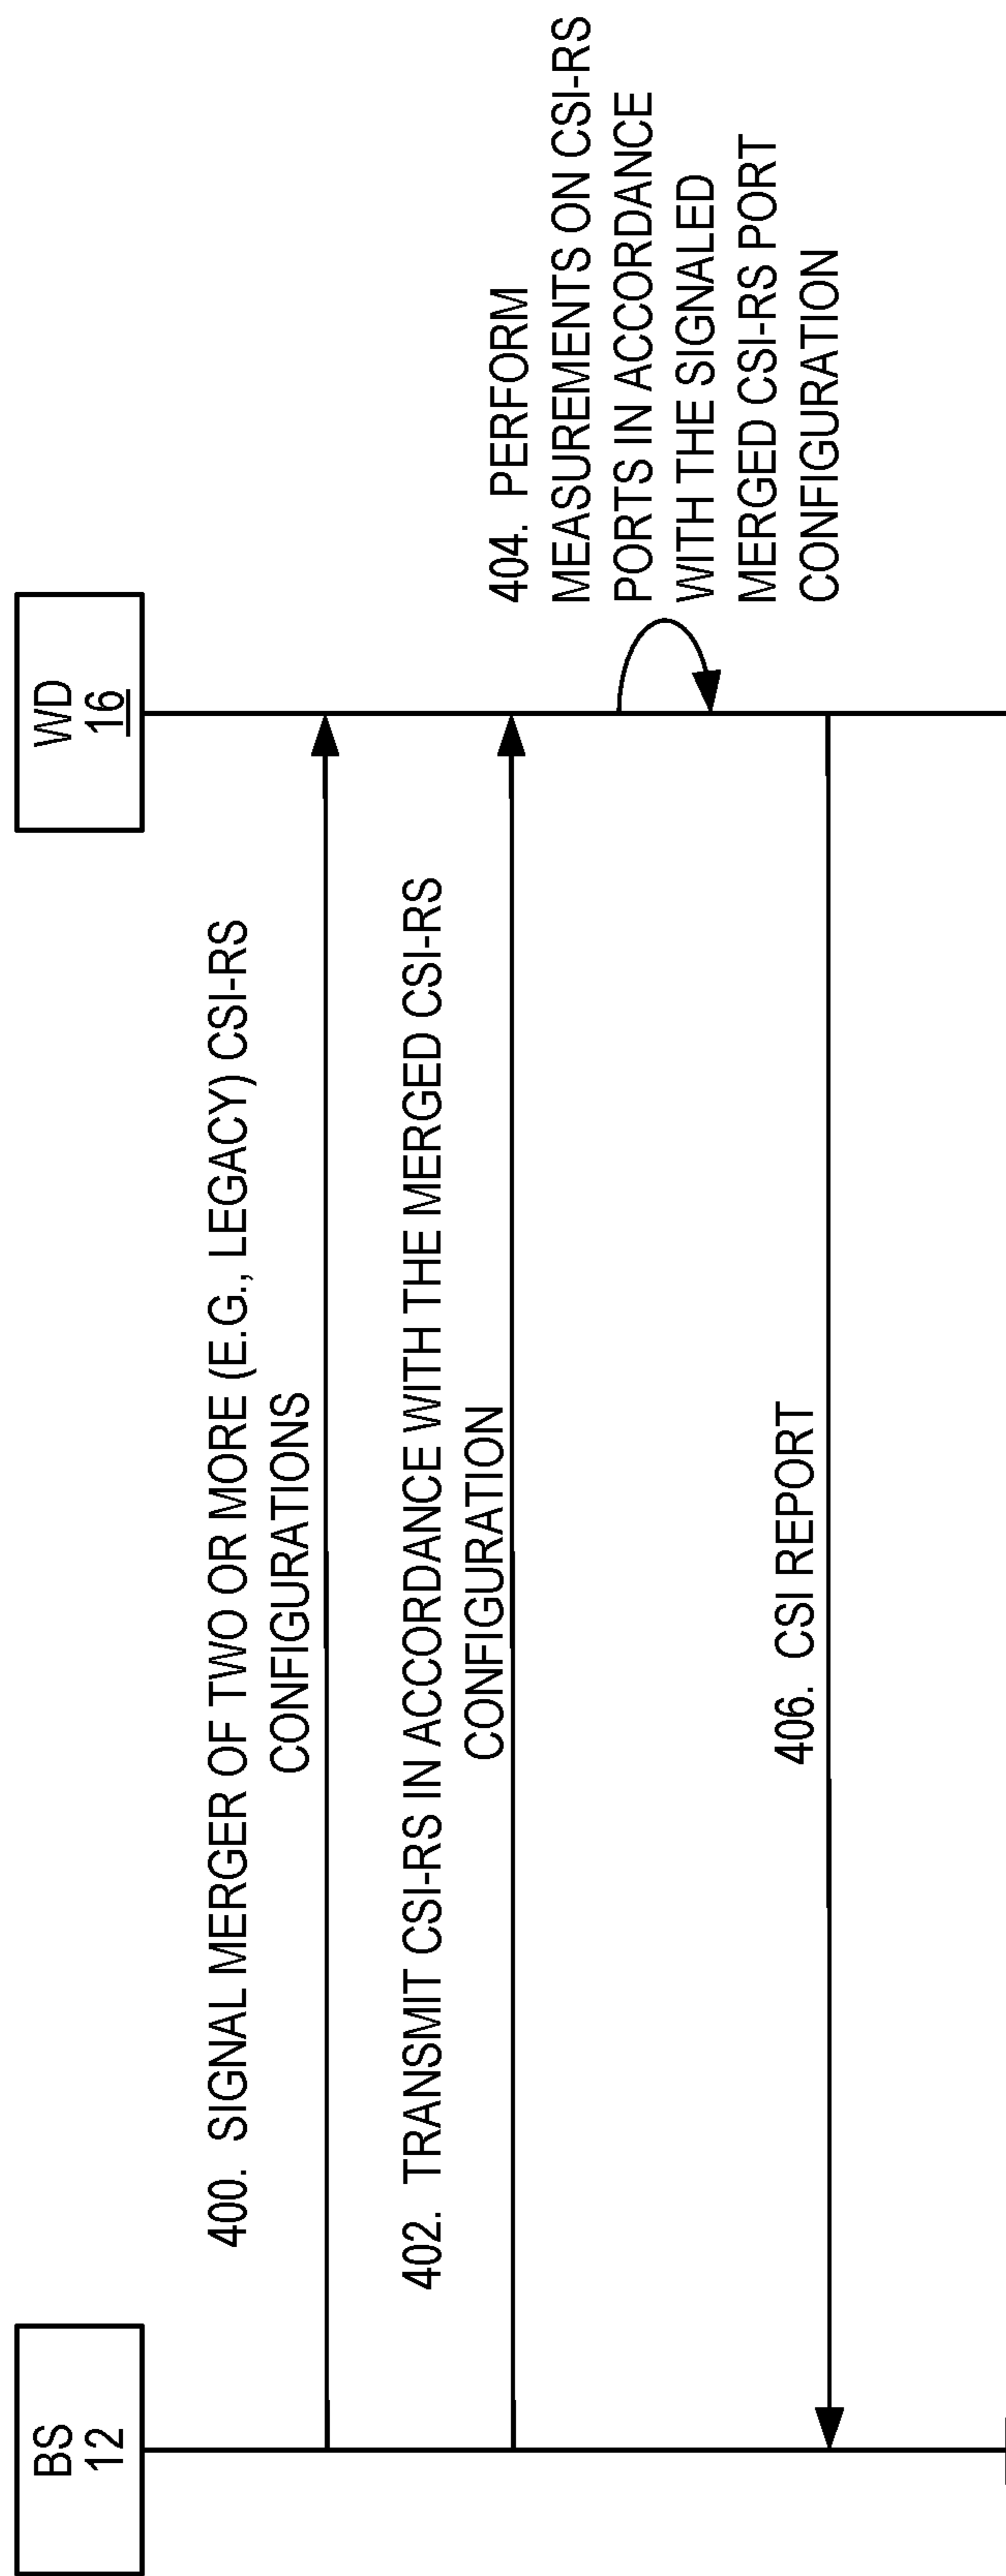 BS
12
WD
16
400. SIGNAL MERGER OF TWO OR MORE (E.G., LEGACY) CSI-RS
CONFIGURATIONS
402. TRANSMIT CSI-RS IN ACCORDANCE WITH THE MERGED CSI-RS
CONFIGURATION
404. PERFORM
MEASUREMENTS ON CSI-RS
PORTS IN ACCORDANCE
WITH THE SIGNALED
MERGED CSI-RS PORT
CONFIGURATION
406. CSI REPORT